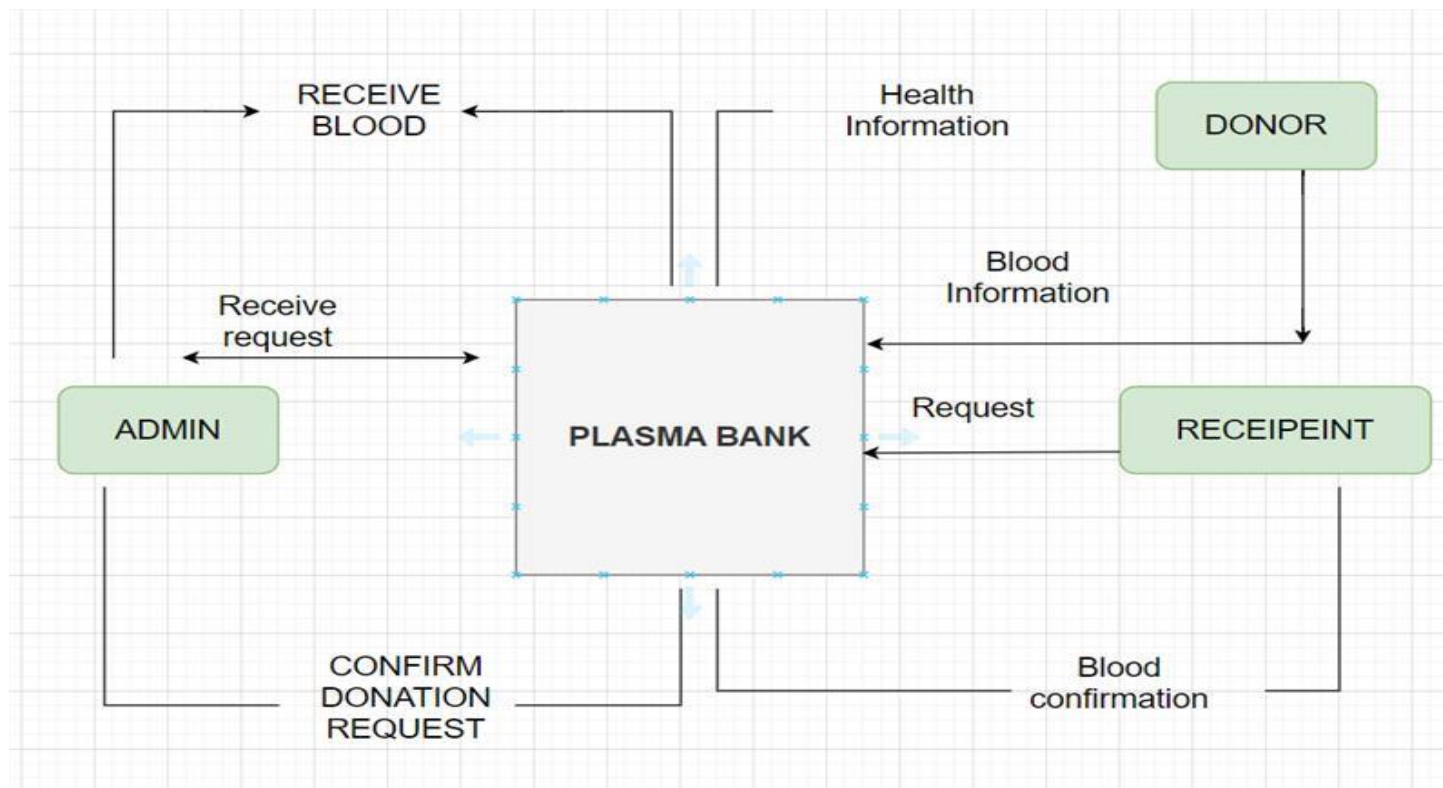 RECEIVE
BLOOD
Health
Information
DONOR
Blood
Information
Receive
request
Request
ADMIN
PLASMA BANK
RECEIPEINT
CONFIRM
DONATION
REQUEST
Blood
confirmation